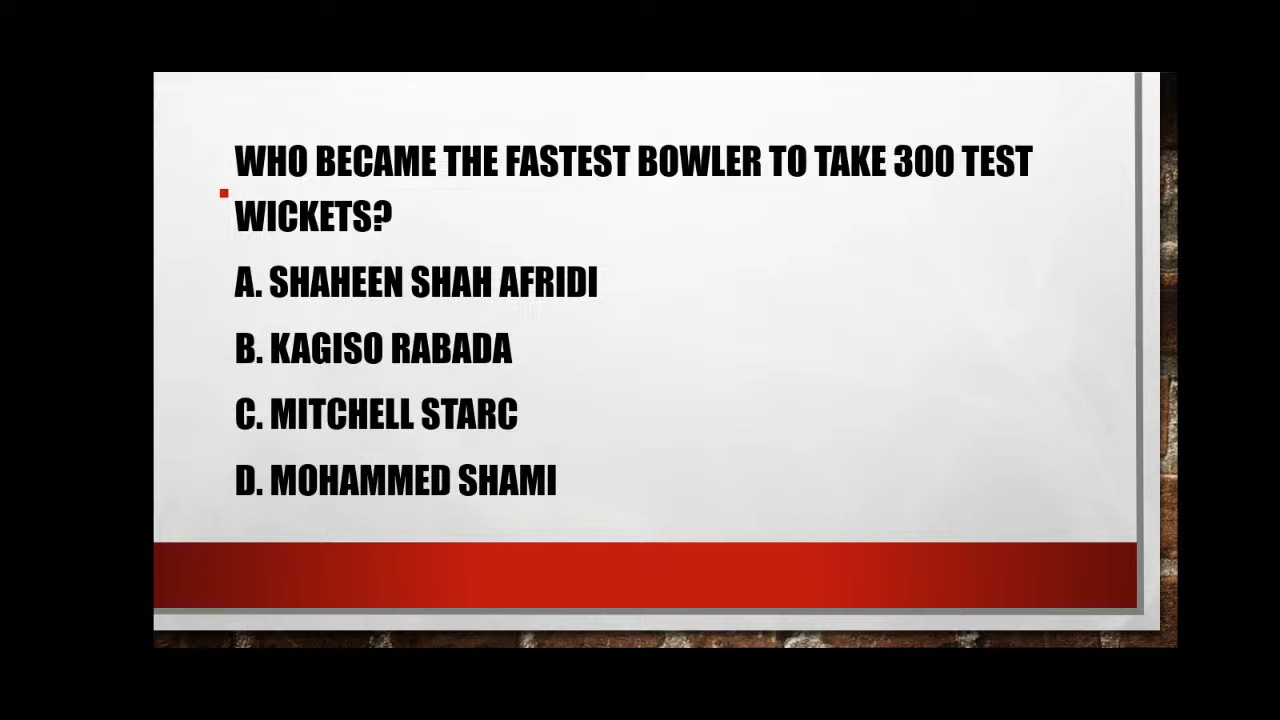 WHO BECAME THE FASTEST BOWLER TO TAKE 300 TEST
WICKETS?
A. SHAHEEN SHAH AFRIDI
B. KAGISO RABADA
C. MITCHELL STARC
D. MOHAMMED SHAMI